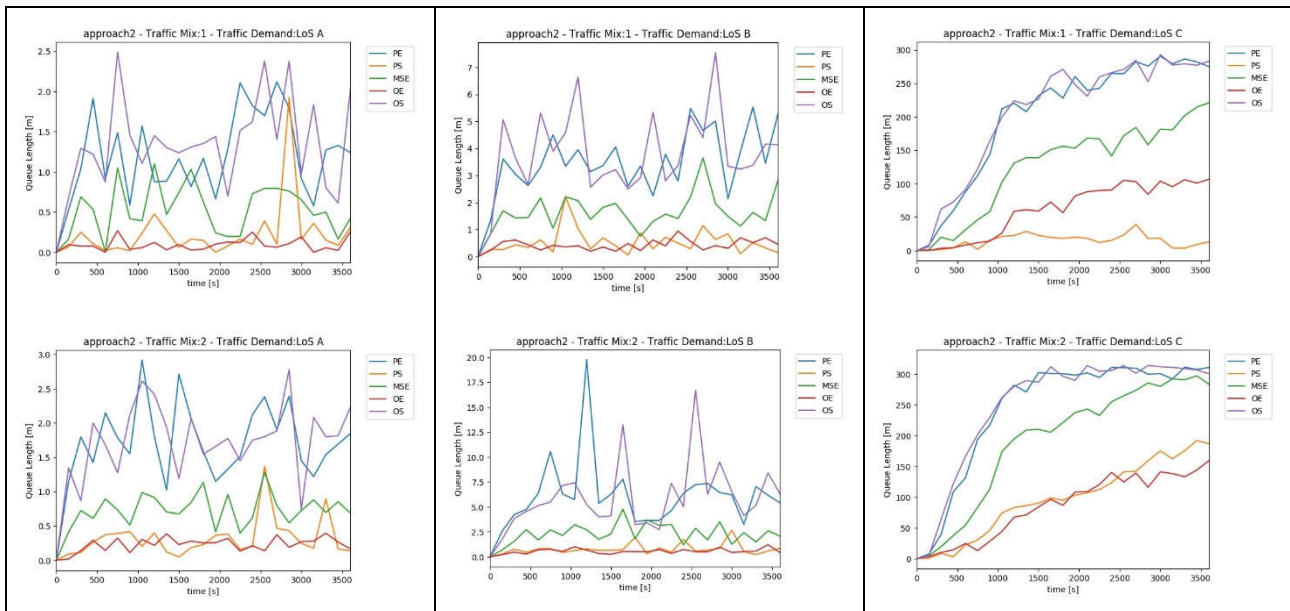 approach2 - Traffic Mix:1 - Traffic Demand:LoS A
Queue Length [m]
2.5
2.0
1.5
1.0
0.5
0.0
0 500 1000 1500 2000 2500 3000 3500
time [s]
PE
PS
MSE
OE
OS
approach2 - Traffic Mix:1 - Traffic Demand:LoS B
Queue Length [m]
7
6
5
4
3
2
1
0
0 500 1000 1500 2000 2500 3000 3500
time [s]
PE
PS
MSE
OE
OS
approach2 - Traffic Mix:1 - Traffic Demand:LoS C
Queue Length [m]
300
250
200
150
100
50
0
0 500 1000 1500 2000 2500 3000 3500
time [s]
PE
PS
MSE
OE
OS
approach2 - Traffic Mix:2 - Traffic Demand:LoS A
Queue Length [m]
3.0
2.5
2.0
1.5
1.0
0.5
0.0
0 500 1000 1500 2000 2500 3000 3500
time [s]
PE
PS
MSE
OE
OS
approach2 - Traffic Mix:2 - Traffic Demand:LoS B
Queue Length [m]
20.0
17.5
15.0
12.5
10.0
7.5
5.0
2.5
0.0
0 500 1000 1500 2000 2500 3000 3500
time [s]
PE
PS
MSE
OE
OS
approach2 - Traffic Mix:2 - Traffic Demand:LoS C
Queue Length [m]
300
250
200
150
100
50
0
0 500 1000 1500 2000 2500 3000 3500
time [s]
PE
PS
MSE
OE
OS